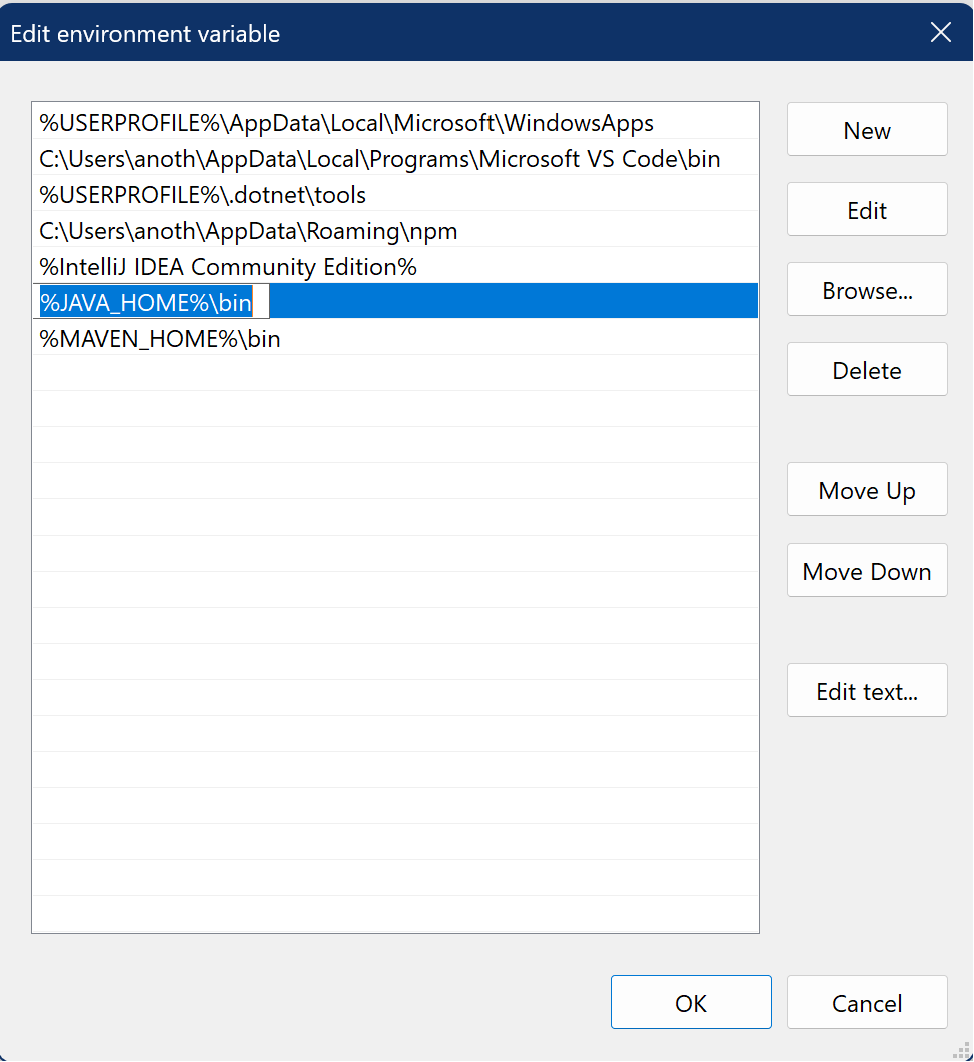 Edit environment variable
%USERPROFILE%\AppData\Local\Microsoft\WindowsApps
C:\Users\anoth\AppData\Local\Programs\Microsoft VS Code\bin
%USERPROFILE%\.dotnet\tools
C:\Users\anoth\AppData\Roaming\npm
%IntelliJ IDEA Community Edition%
%JAVA_HOME%\bin
%MAVEN_HOME%\bin
New
Edit
Browse...
Delete
Move Up
Move Down
Edit text...
OK
Cancel